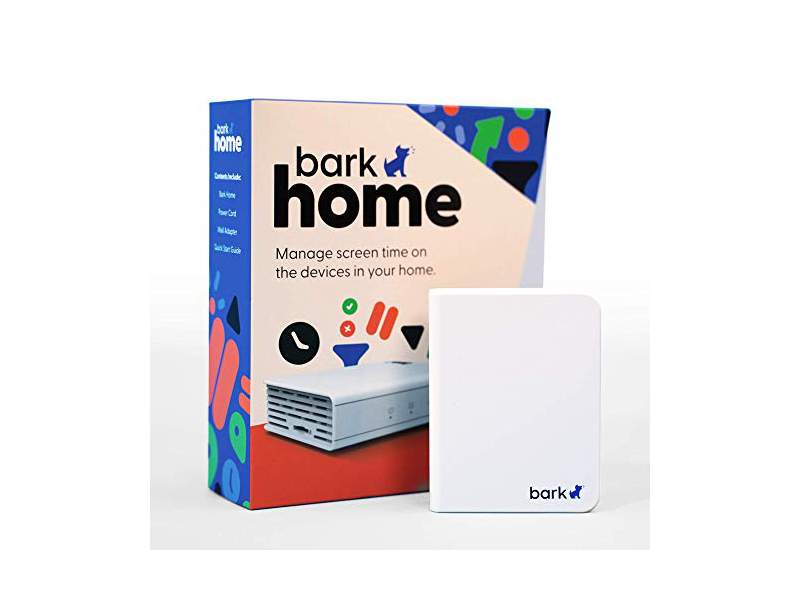 bark
home
Contents Include:
Bark Home
Power Cord
Wall Adapter
Quick Start Guide
bark
home
Manage screen time on
the devices in your home.
bark